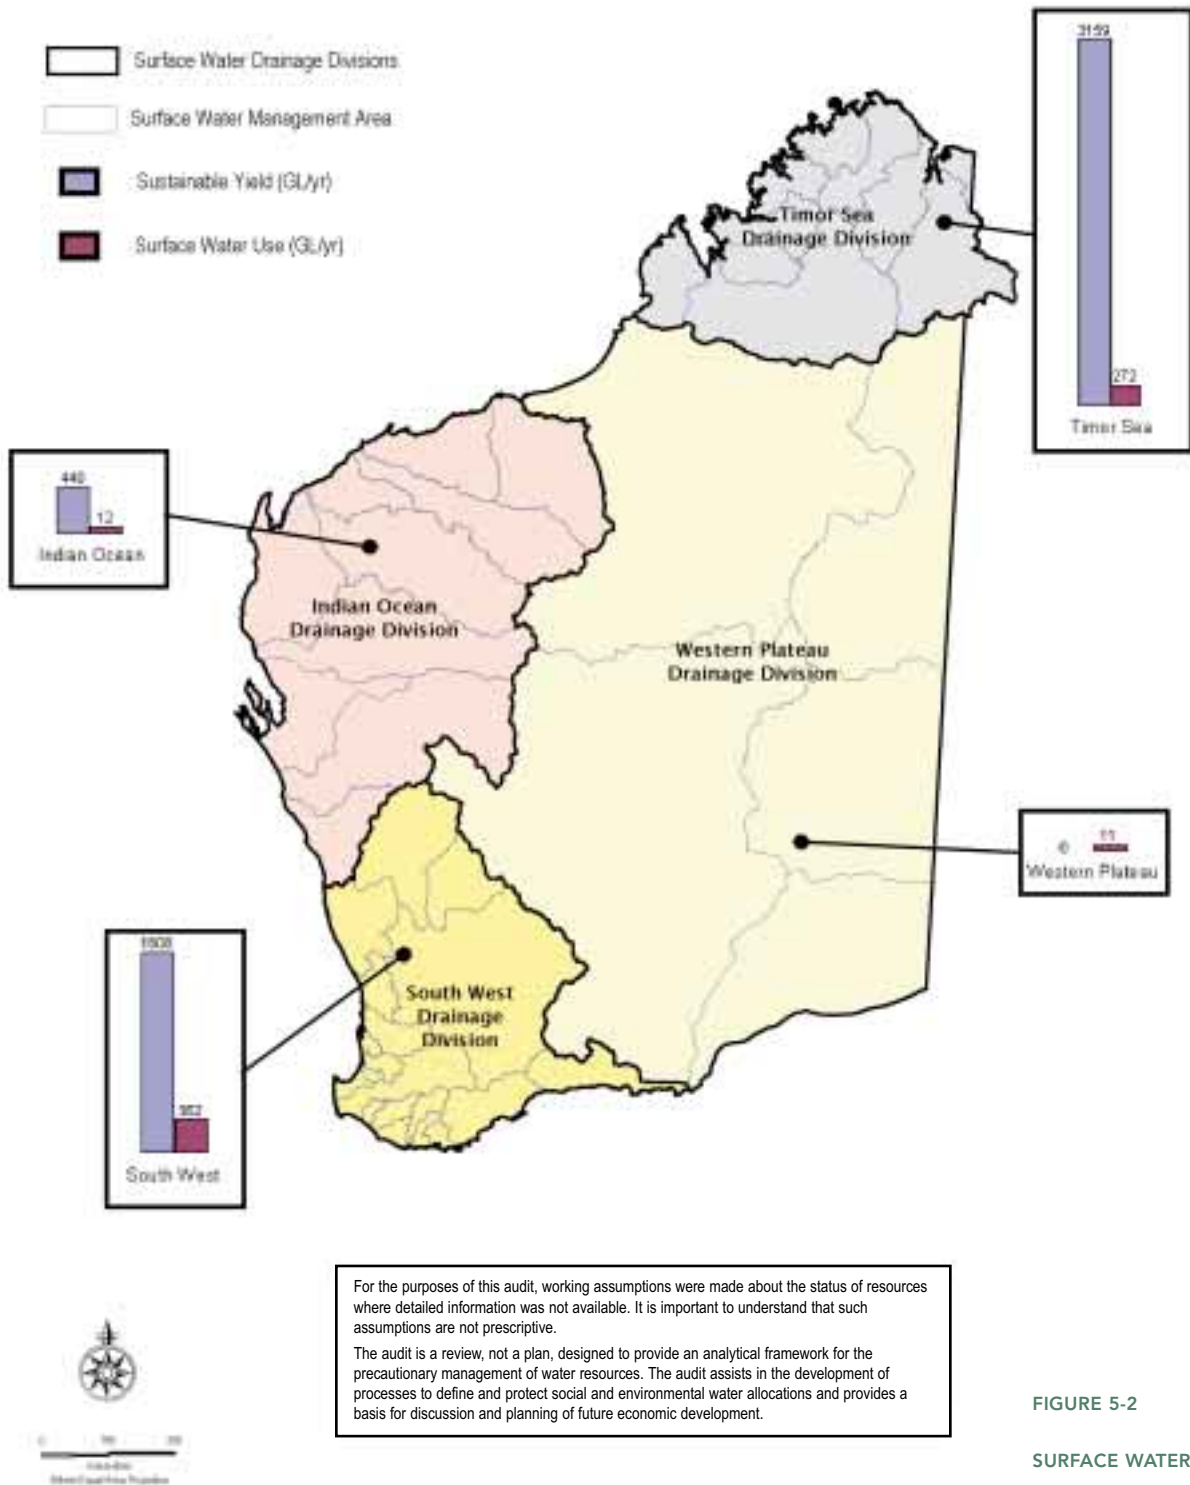 Surface Water Drainage Divisions
Surface Water Management Area
Sustainable Yield (GL/yr)
Surface Water Use (GL/yr)
3159
272
Timor Sea
Timor Sea
Drainage Division
440
12
Indian Ocean
Indian Ocean
Drainage Division
Western Plateau
Drainage Division
Western Plateau
South West
Drainage
Division
South West
For the purposes of this audit, working assumptions were made about the status of resources
where detailed information was not available. It is important to understand that such
assumptions are not prescriptive.
The audit is a review, not a plan, designed to provide an analytical framework for the
precautionary management of water resources. The audit assists in the development of
processes to define and protect social and environmental water allocations and provides a
basis for discussion and planning of future economic development.
FIGURE 5-2
SURFACE WATER